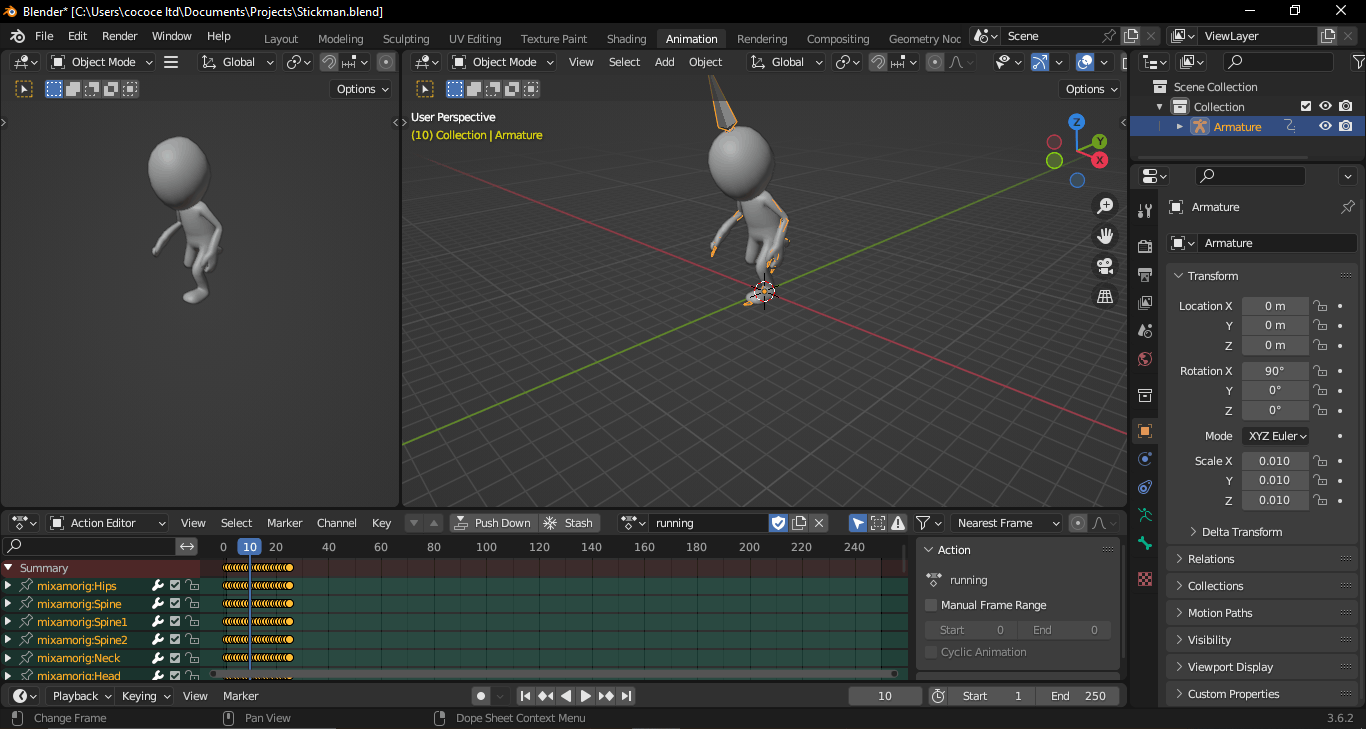 Blender* [C:\Users\cococe ltd\Documents\Projects\Stickman.blend]
File Edit Render Window Help Layout Modeling Sculpting UV Editing Texture Paint Shading Animation Rendering Compositing Geometry Noc Scene ViewLayer
Object Mode Global Object Mode View Select Add Object Global
Options Options
User Perspective
(10) Collection | Armature
Z
Y
X
Scene Collection
Collection
Armature
Armature
Armature
Transform
Location X 0 m
Y 0 m
Z 0 m
Rotation X 90°
Y 0°
Z 0°
Mode XYZ Euler
Scale X 0.010
Y 0.010
Z 0.010
Delta Transform
Relations
Collections
Motion Paths
Visibility
Viewport Display
Custom Properties
Action Editor View Select Marker Channel Key Push Down Stash running Nearest Frame
0 10 20 40 60 80 100 120 140 160 180 200 220 240
Summary
mixamorig:Hips
mixamorig:Spine
mixamorig:Spine1
mixamorig:Spine2
mixamorig:Neck
mixamorig:Head
Action
running
Manual Frame Range
Start 0 End 0
Cyclic Animation
Playback Keying View Marker 10 Start 1 End 250
Change Frame Pan View Dope Sheet Context Menu 3.6.2